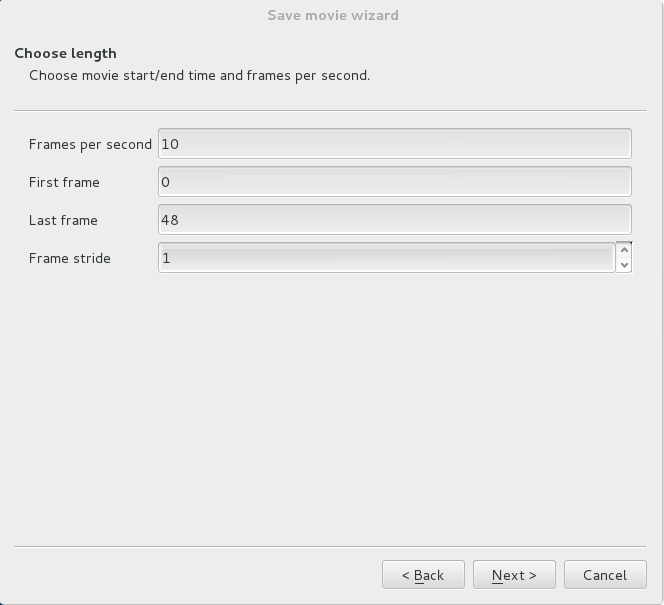 Save movie wizard
Choose length
Choose movie start/end time and frames per second.
Frames per second 10
First frame 0
Last frame 48
Frame stride 1
< Back Next > Cancel